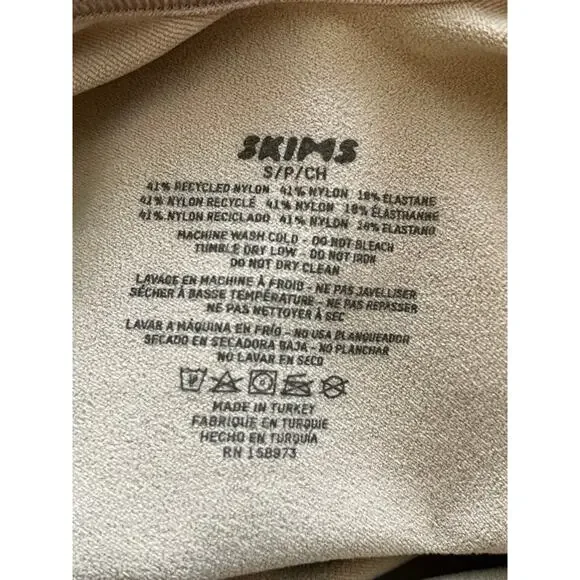 SKIMS
S/P/CH
41% RECYCLED NYLON 41% NYLON 18% ELASTANE
41% NYLON RECYCLÉ 41% NYLON 18% ÉLASTHANNE
41% NYLON RECICLADO 41% NYLON 18% ELASTANO
MACHINE WASH COLD - DO NOT BLEACH
TUMBLE DRY LOW - DO NOT IRON
DO NOT DRY CLEAN
LAVAGE EN MACHINE À FROID - NE PAS JAVELLISER
SÉCHER À BASSE TEMPÉRATURE - NE PAS REPASSER
NE PAS NETTOYER À SEC
LAVAR A MÁQUINA EN FRÍO - NO USA BLANQUEADOR
SECADO EN SECADORA BAJA - NO PLANCHAR
NO LAVAR EN SECO
MADE IN TURKEY
FABRIQUE EN TURQUIE
HECHO EN TURQUÍA
RN 158973